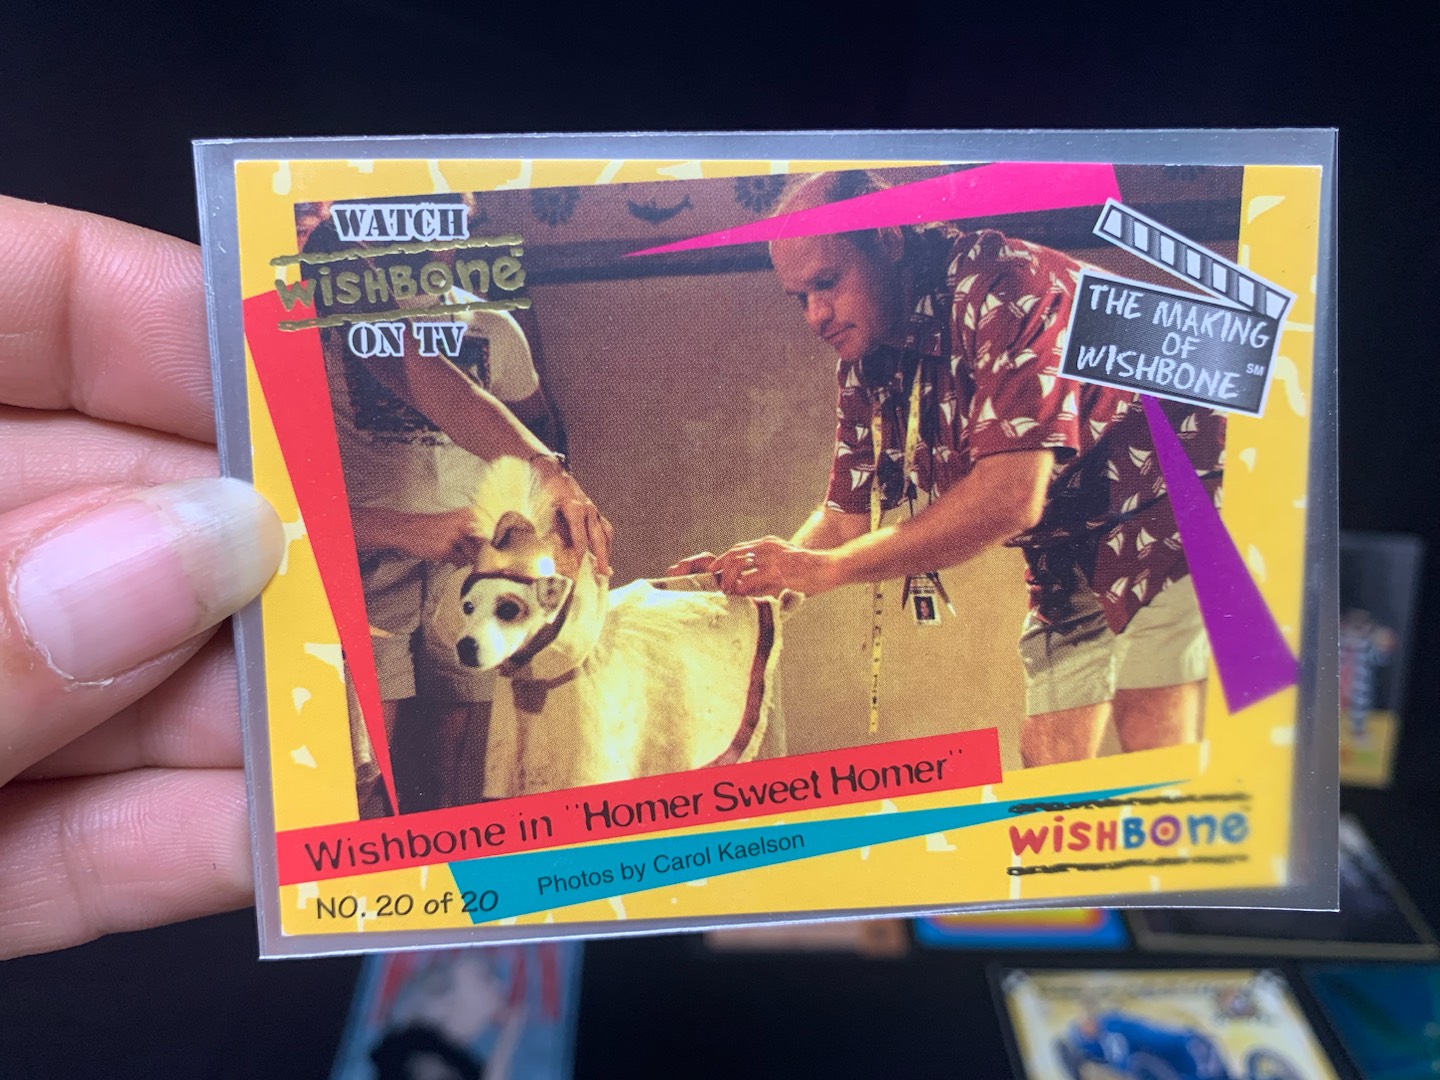 WATCH
WISHBONE
ON TV
THE MAKING
OF
WISHBONE SM
Wishbone in "Homer Sweet Homer"
Photos by Carol Kaelson
WISHBONE
NO. 20 of 20